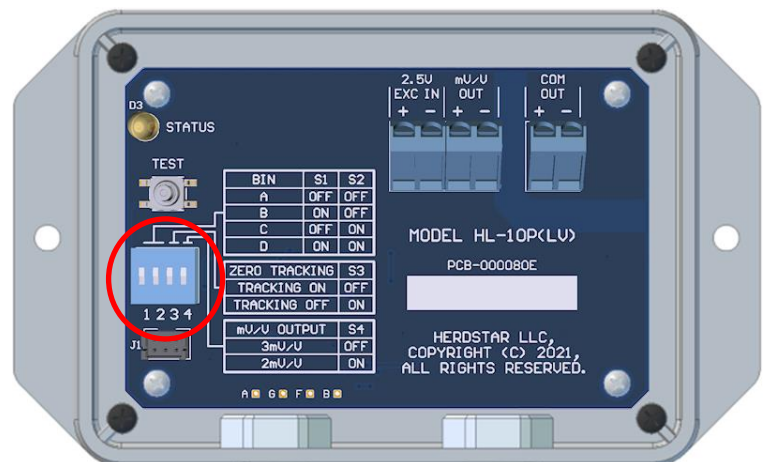 2.5V mV/V COM
EXC IN OUT OUT
+ - + - + -
D3
STATUS
TEST
BIN S1 S2
A OFF OFF
B ON OFF
C OFF ON
D ON ON
ZERO TRACKING S3
TRACKING ON OFF
TRACKING OFF ON
mV/V OUTPUT S4
3mV/V OFF
2mV/V ON
1 2 3 4
J1
MODEL HL-10P(LV)
PCB-000080E
HERDSTAR LLC,
COPYRIGHT (C) 2021,
ALL RIGHTS RESERVED.
A G F B